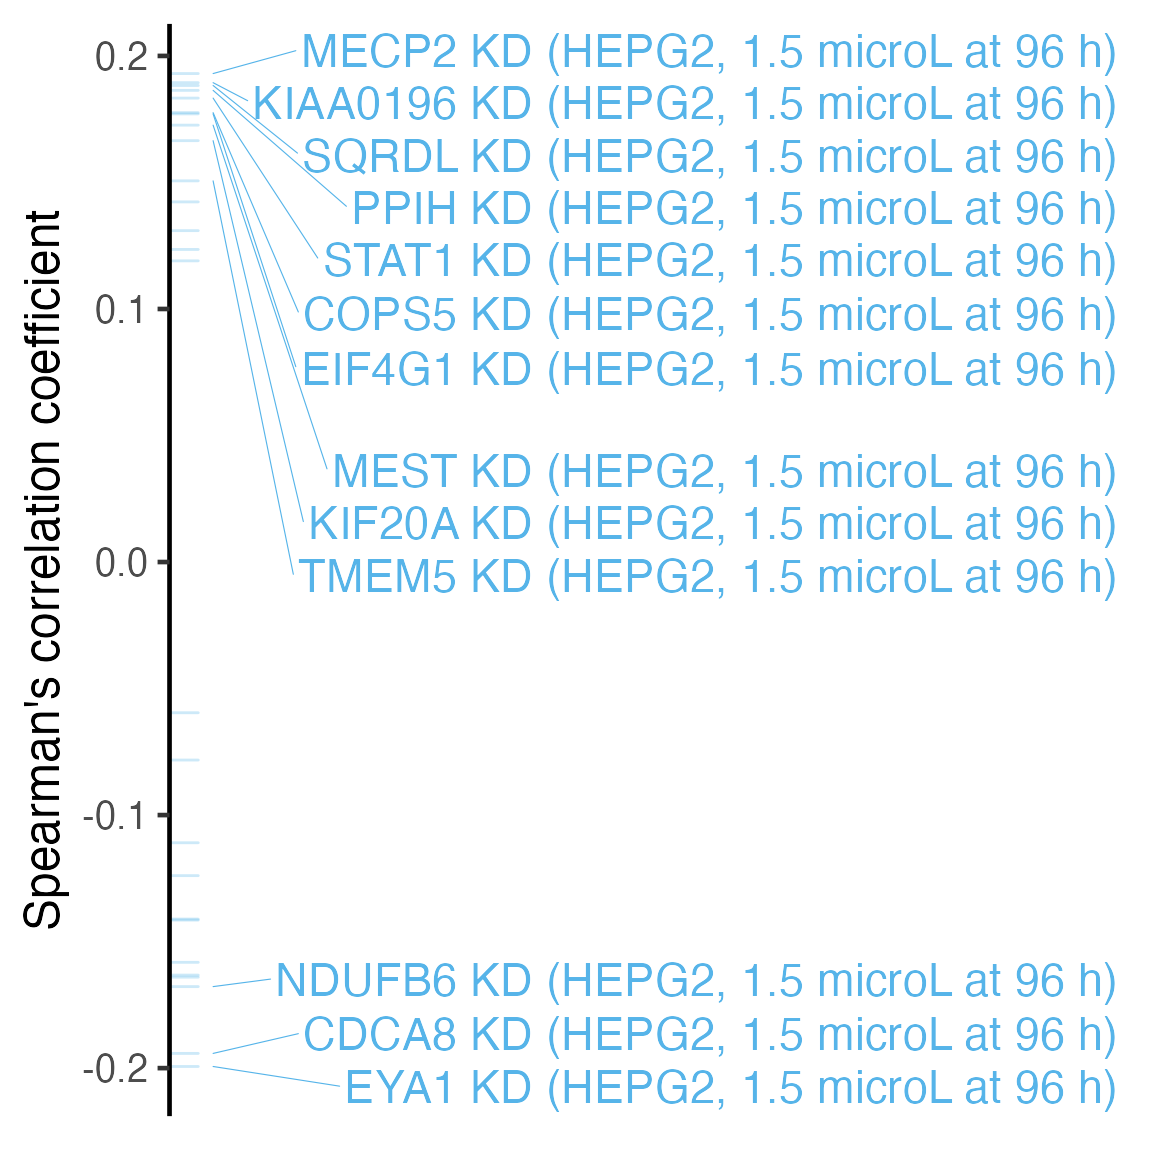 Spearman's correlation coefficient
0.2
0.1
0.0
-0.1
-0.2
MECP2 KD (HEPG2, 1.5 microL at 96 h)
KIAA0196 KD (HEPG2, 1.5 microL at 96 h)
SQRDL KD (HEPG2, 1.5 microL at 96 h)
PPIH KD (HEPG2, 1.5 microL at 96 h)
STAT1 KD (HEPG2, 1.5 microL at 96 h)
COPS5 KD (HEPG2, 1.5 microL at 96 h)
EIF4G1 KD (HEPG2, 1.5 microL at 96 h)
MEST KD (HEPG2, 1.5 microL at 96 h)
KIF20A KD (HEPG2, 1.5 microL at 96 h)
TMEM5 KD (HEPG2, 1.5 microL at 96 h)
NDUFB6 KD (HEPG2, 1.5 microL at 96 h)
CDCA8 KD (HEPG2, 1.5 microL at 96 h)
EYA1 KD (HEPG2, 1.5 microL at 96 h)